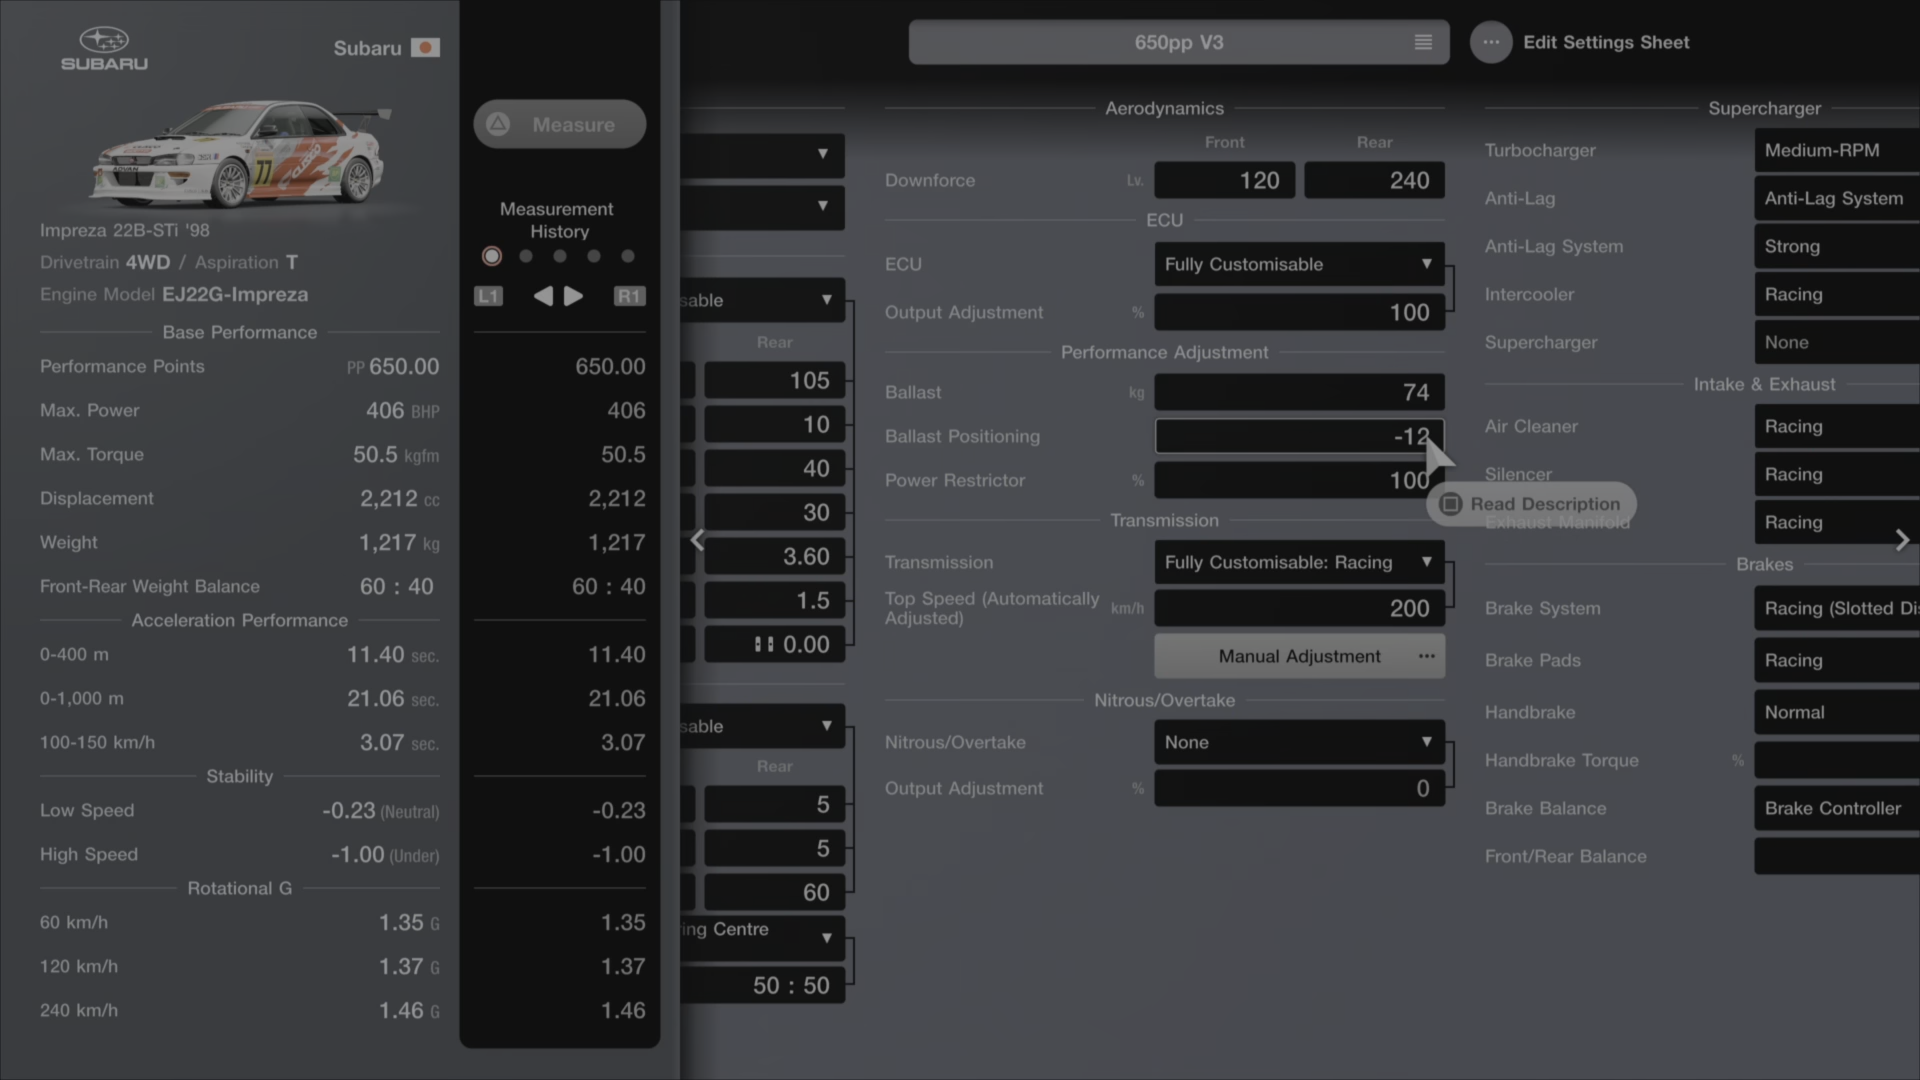 SUBARU
Subaru
Impreza 22B-STi '98
Drivetrain 4WD / Aspiration T
Engine Model EJ22G-Impreza
Base Performance
Performance Points PP 650.00
Max. Power 406 BHP
Max. Torque 50.5 kgfm
Displacement 2,212 cc
Weight 1,217 kg
Front-Rear Weight Balance 60 : 40
Acceleration Performance
0-400 m 11.40 sec.
0-1,000 m 21.06 sec.
100-150 km/h 3.07 sec.
Stability
Low Speed -0.23 (Neutral)
High Speed -1.00 (Under)
Rotational G
60 km/h 1.35 G
120 km/h 1.37 G
240 km/h 1.46 G
Measure
Measurement
History
L1 R1
650.00
406
50.5
2,212
1,217
60 : 40
11.40
21.06
3.07
-0.23
-1.00
1.35
1.37
1.46
650pp V3
Edit Settings Sheet
sable
Rear
105
10
40
30
3.60
1.5
0.00
sable
Rear
5
5
60
ing Centre
50 : 50
Aerodynamics
Front Rear
Downforce Lv. 120 240
ECU
ECU Fully Customisable
Output Adjustment % 100
Performance Adjustment
Ballast kg 74
Ballast Positioning -12
Power Restrictor % 100
Transmission
Transmission Fully Customisable: Racing
Top Speed (Automatically
Adjusted) km/h 200
Manual Adjustment
Nitrous/Overtake
Nitrous/Overtake None
Output Adjustment % 0
Read Description
Supercharger
Turbocharger Medium-RPM
Anti-Lag Anti-Lag System
Anti-Lag System Strong
Intercooler Racing
Supercharger None
Intake & Exhaust
Air Cleaner Racing
Silencer Racing
Exhaust Manifold Racing
Brakes
Brake System Racing (Slotted Dis
Brake Pads Racing
Handbrake Normal
Handbrake Torque %
Brake Balance Brake Controller
Front/Rear Balance
77
ADVAN